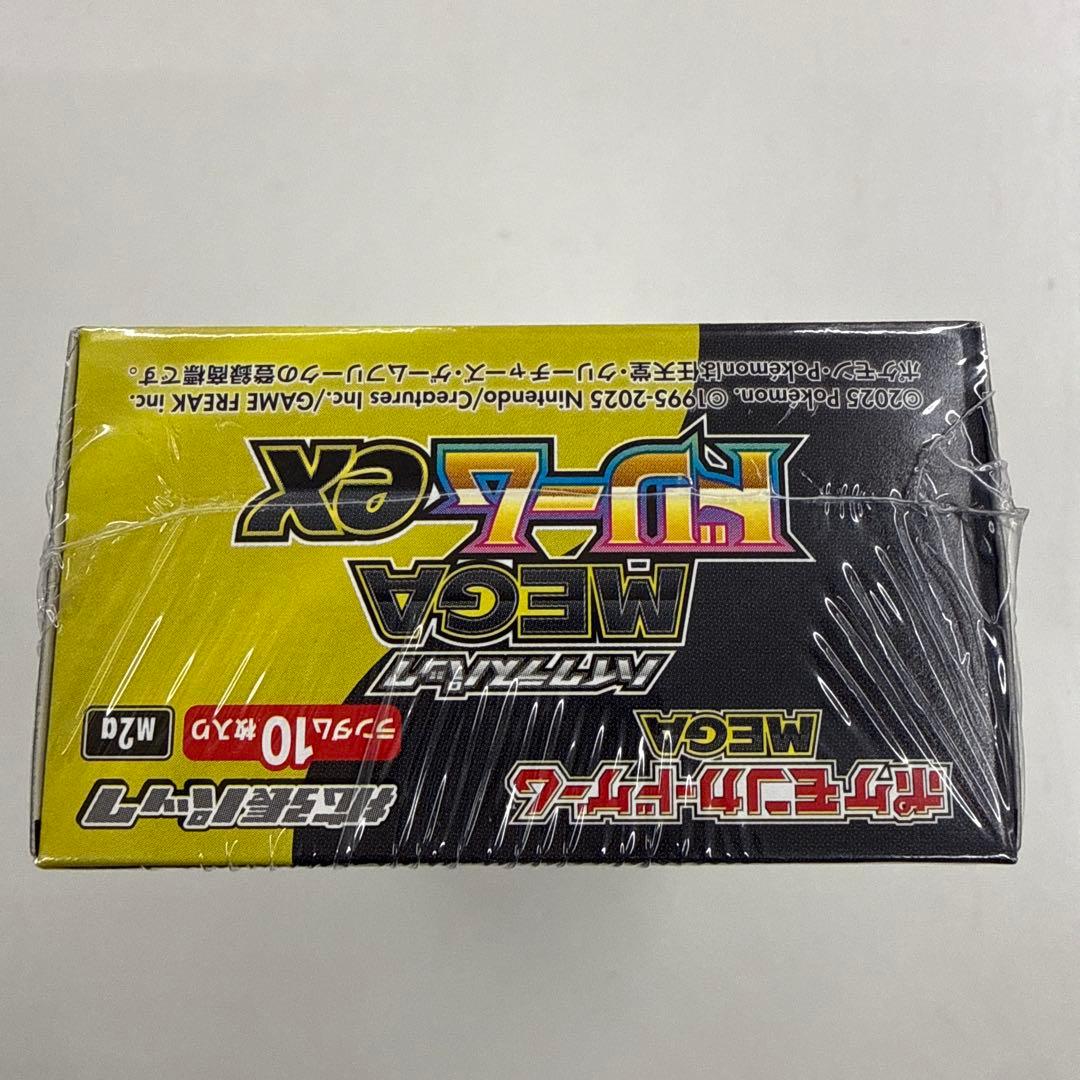 ポケモンカードゲーム
MEGA
拡張パック
ランダム10枚入り
M2a
ハイクラスパック
MEGA
ドリームex
©2025 Pokémon. ©1995-2025 Nintendo/Creatures Inc./GAME FREAK inc.
ポケモン・Pokémonは任天堂・クリーチャーズ・ゲームフリークの登録商標です。